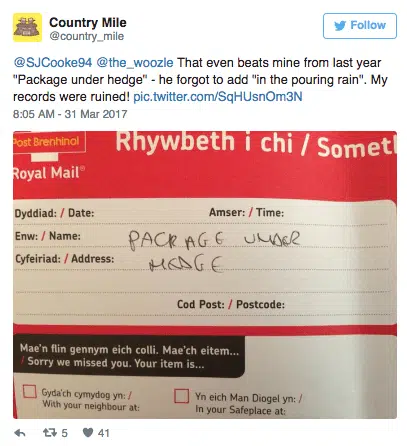 Country Mile
@country_mile
Follow
@SJCooke94 @the_woozle That even beats mine from last year
"Package under hedge" - he forgot to add "in the pouring rain". My
records were ruined! pic.twitter.com/SqHUsnOm3N
8:05 AM - 31 Mar 2017
Post Brenhinol
Royal Mail®
Rhywbeth i chi / Somet
Dyddiad: / Date:
Amser: / Time:
Enw: / Name:
PACKAGE UNDER
Cyfeiriad: / Address:
HEDGE
Cod Post: / Postcode:
Mae'n flin gennym eich colli. Mae'ch eitem...
/ Sorry we missed you. Your item is...
Gyda'ch cymydog yn: /
With your neighbour at:
Yn eich Man Diogel yn: /
In your Safeplace at:
5
41